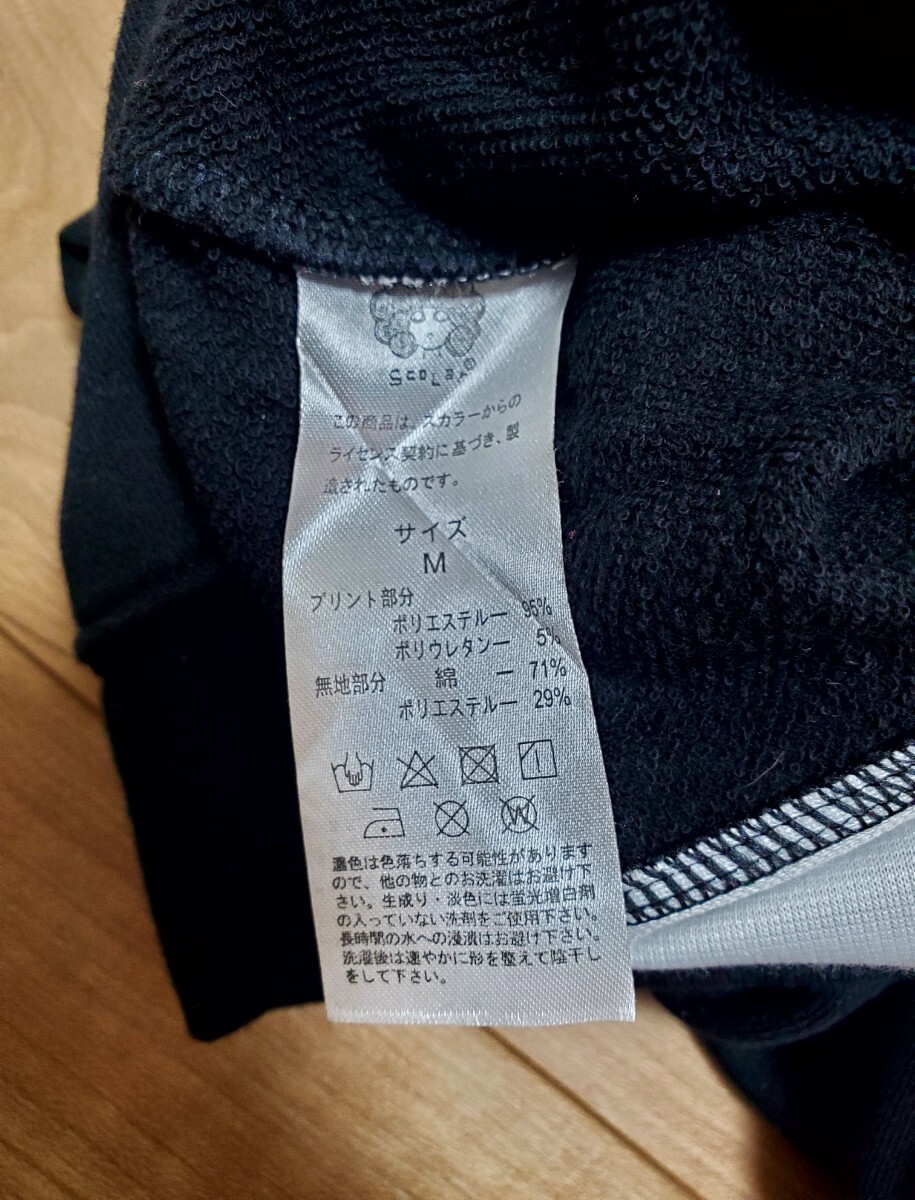 この商品は、スカラーからの
ライセンス契約に基づき、製
造されたものです。
サイズ
M
プリント部分
ポリエステルー 95%
ポリウレタンー 5%
無地部分 綿 ー 71%
ポリエステルー 29%
濃色は色落ちする可能性があります
ので、他の物とのお洗濯はお避け下
さい。生成り・淡色には蛍光増白剤
の入っていない洗剤をご使用下さい。
長時間の水への浸漬はお避け下さい。
洗濯後は速やかに形を整えて陰干し
をして下さい。